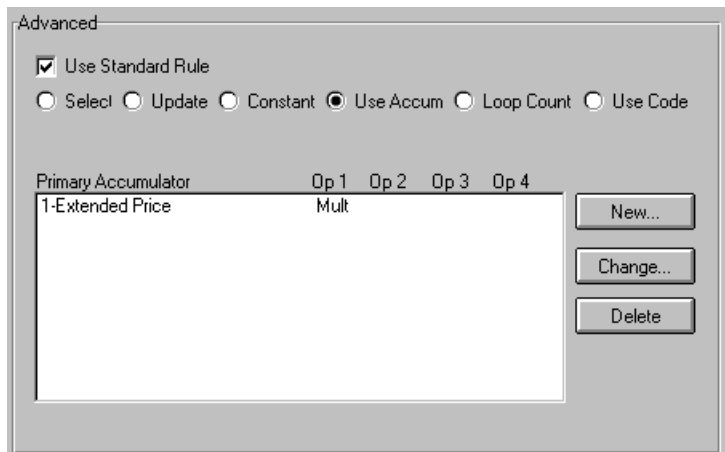 Advanced
Use Standard Rule
Select Update Constant Use Accum Loop Count Use Code
Primary Accumulator Op 1 Op 2 Op 3 Op 4
1-Extended Price Mult
New...
Change...
Delete